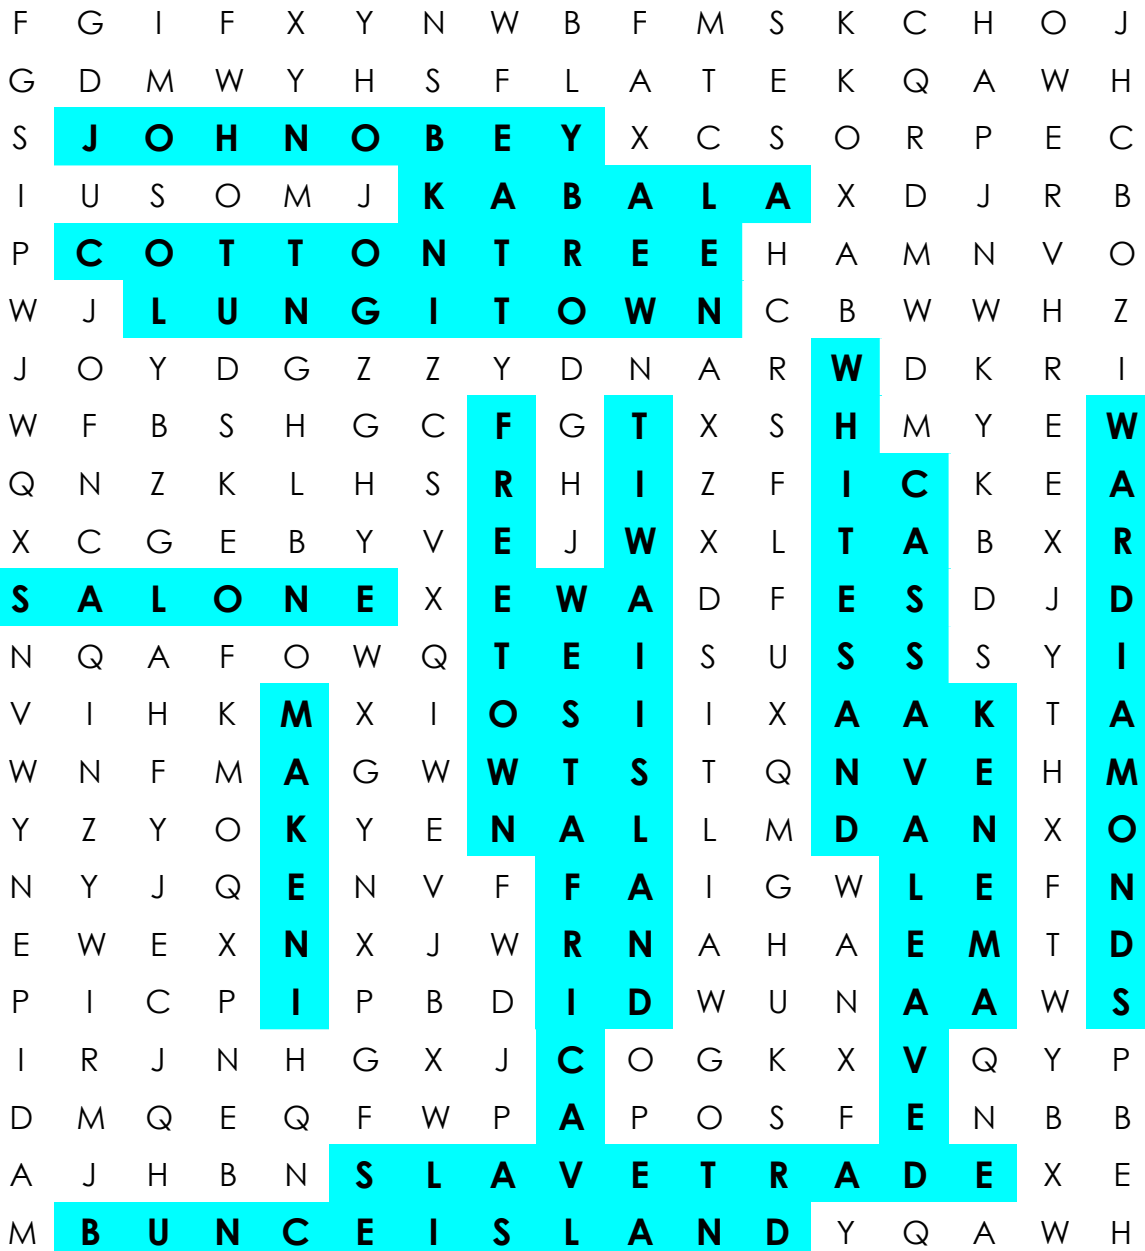 F G I F X Y N W B F M S K C H O J
G D M W Y H S F L A T E K Q A W H
S J O H N O B E Y X C S O R P E C
I U S O M J K A B A L A X D J R B
P C O T T O N T R E E H A M N V O
W J L U N G I T O W N C B W W H Z
J O Y D G Z Z Y D N A R W D K R I
W F B S H G C F G T X S H M Y E W
Q N Z K L H S R H I Z F I C K E A
X C G E B Y V E J W X L T A B X R
S A L O N E X E W A D F E S D J D
N Q A F O W Q T E I S U S S S Y I
V I H K M X I O S I I X A A K T A
W N F M A G W W T S T Q N V E H M
Y Z Y O K Y E N A L L M D A N X O
N Y J Q E N V F F A I G W L E F N
E W E X N X J W R N A H A E M T D
P I C P I P B D I D W U N A A W S
I R J N H G X J C O G K X V Q Y P
D M Q E Q F W P A P O S F E N B B
A J H B N S L A V E T R A D E X E
M B U N C E I S L A N D Y Q A W H